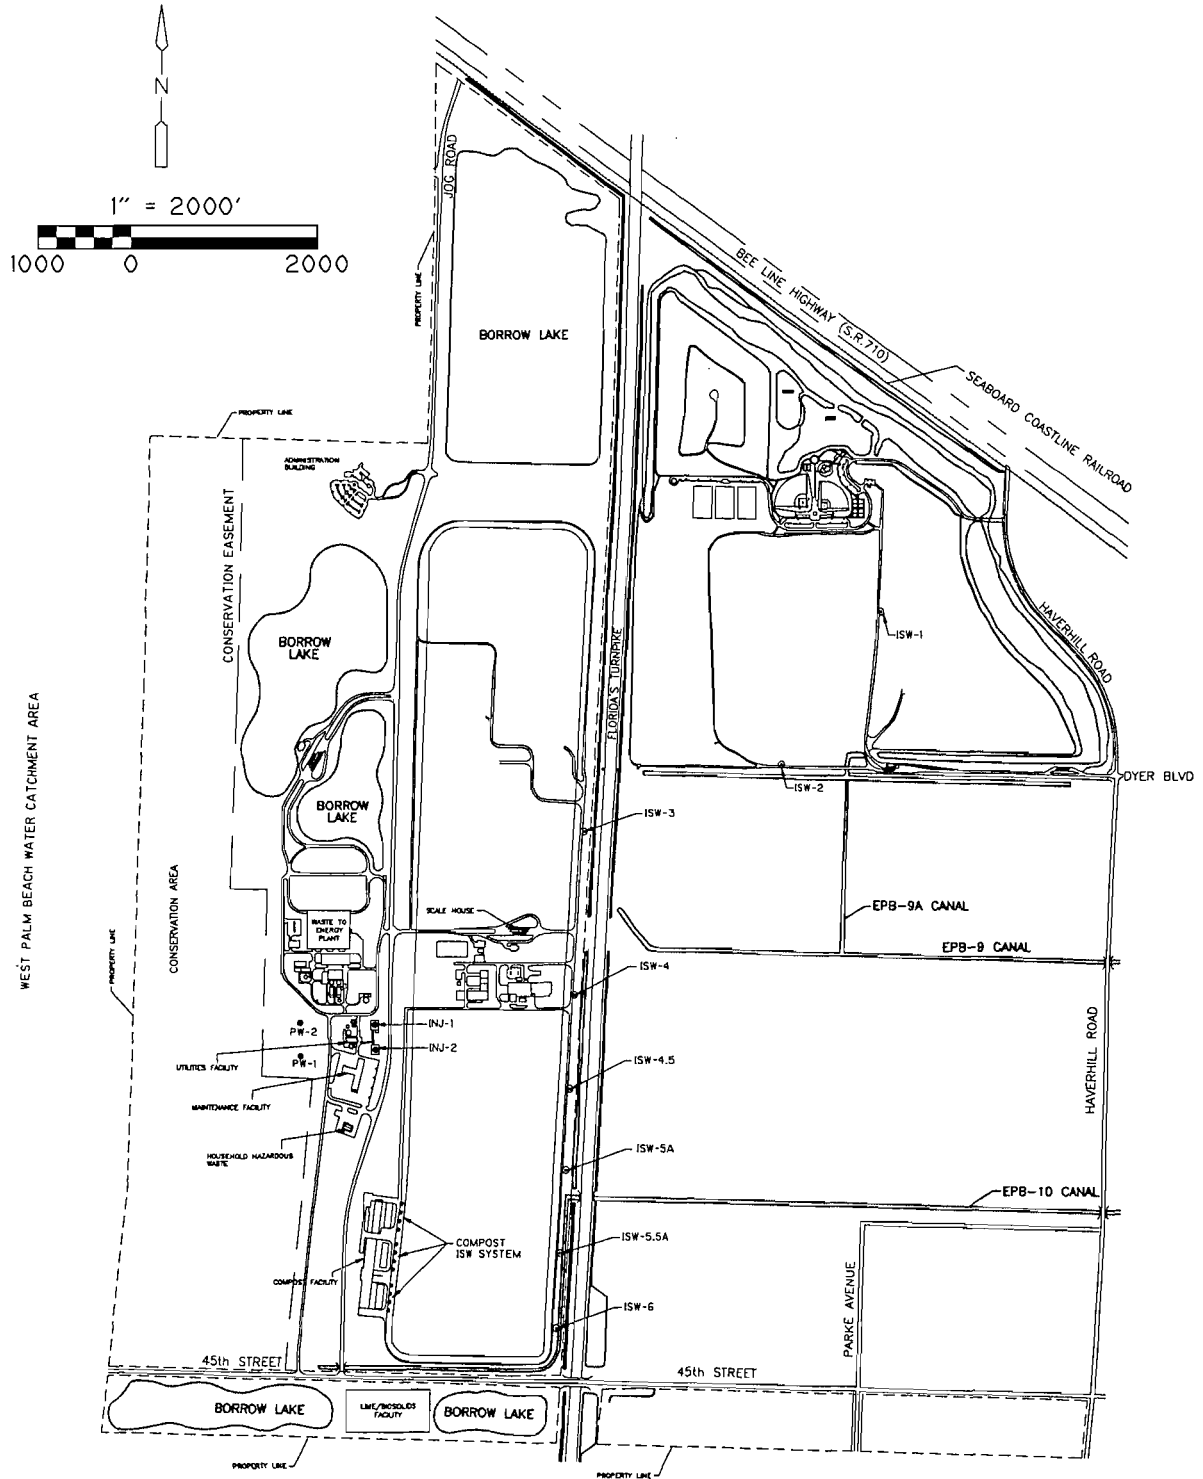 N
1" = 2000'
1000 0 2000
JOG ROAD
PROPERTY LINE
BEE LINE HIGHWAY (S.R.710)
SEABOARD COASTLINE RAILROAD
BORROW LAKE
PROPERTY LINE
ADMINISTRATION
BUILDING
CONSERVATION EASEMENT
BORROW
LAKE
FLORIDA'S TURNPIKE
ISW-1
HAVERHILL ROAD
WEST PALM BEACH WATER CATCHMENT AREA
DYER BLVD
ISW-2
BORROW
LAKE
ISW-3
CONSERVATION AREA
SCALE HOUSE
WASTE TO
ENERGY
PLANT
EPB-9A CANAL
EPB-9 CANAL
PROPERTY LINE
ISW-4
PW-2
INJ-1
INJ-2
PW-1
UTILITIES FACILITY
ISW-4.5
HAVERHILL ROAD
MAINTENANCE FACILITY
HOUSEHOLD HAZARDOUS
WASTE
ISW-5A
EPB-10 CANAL
COMPOST
ISW SYSTEM
ISW-5.5A
COMPOST FACILITY
ISW-6
PARKE AVENUE
45th STREET
45th STREET
BORROW LAKE
LIME/BIOSOLIDS
FACILITY
BORROW LAKE
PROPERTY LINE
PROPERTY LINE